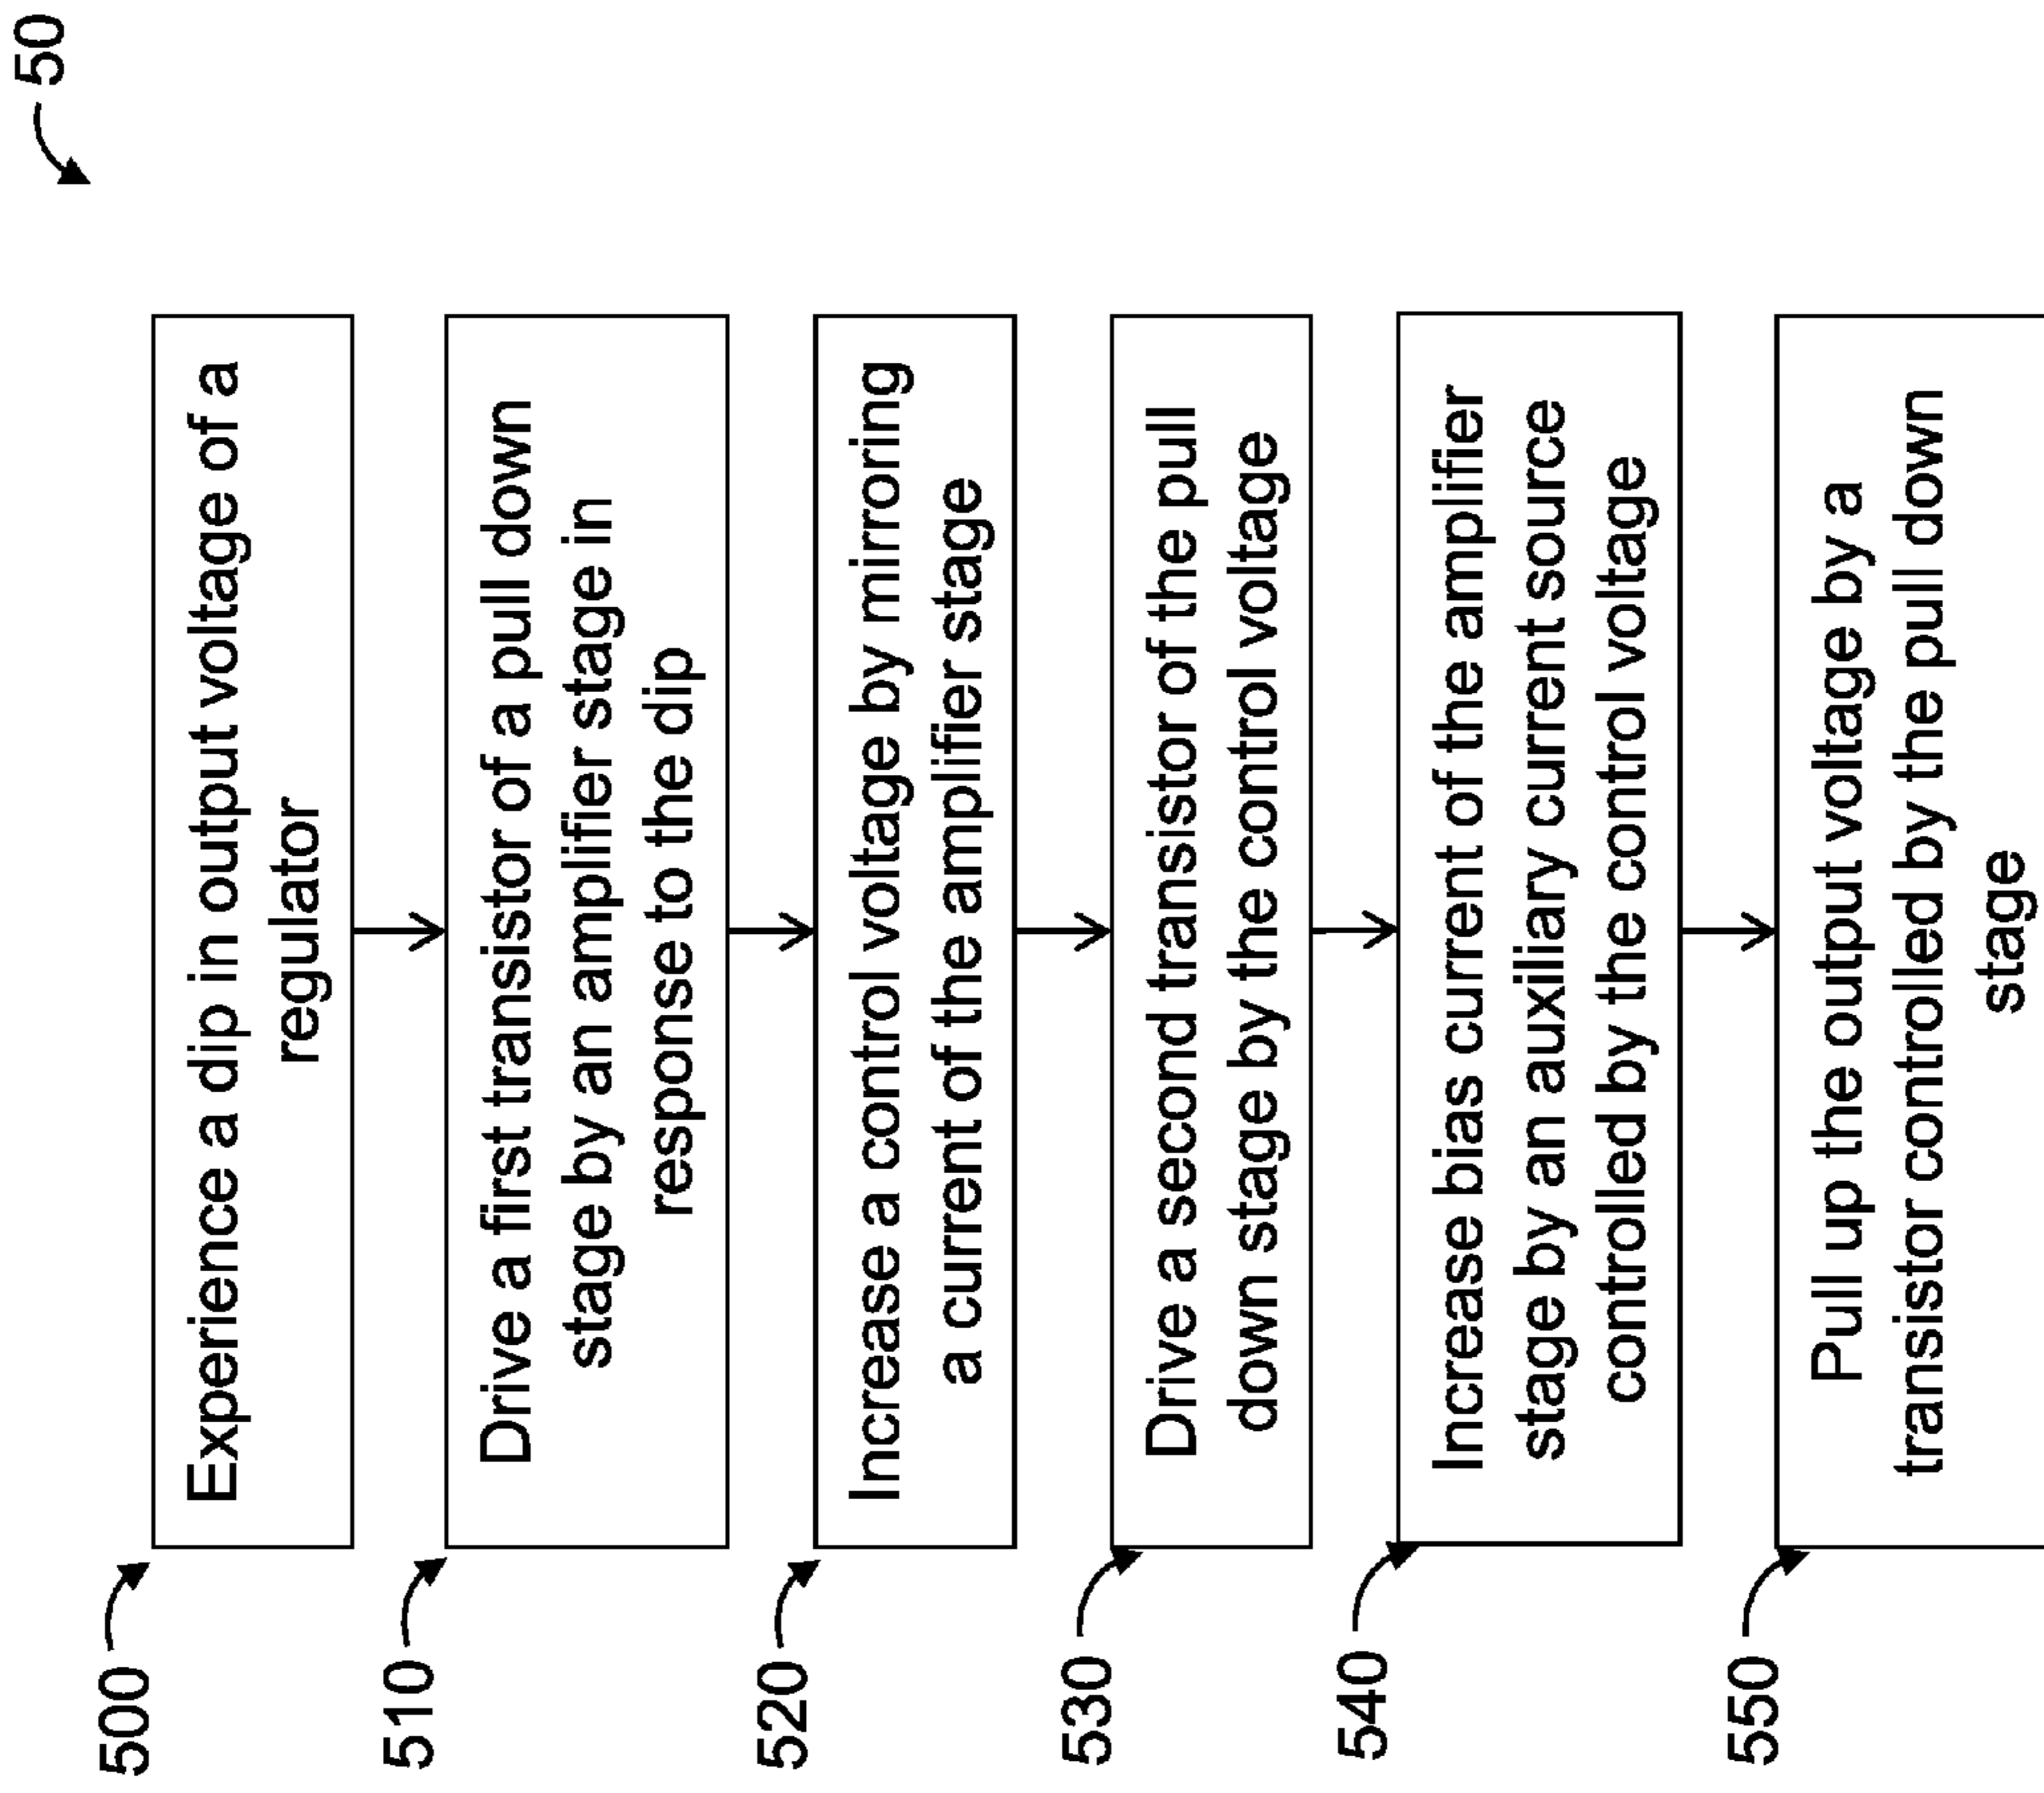 50
500
Experience a dip in output voltage of a
regulator
510
Drive a first transistor of a pull down
stage by an amplifier stage in
response to the dip
520
Increase a control voltage by mirroring
a current of the amplifier stage
530
Drive a second transistor of the pull
down stage by the control voltage
540
Increase bias current of the amplifier
stage by an auxiliary current source
controlled by the control voltage
550
Pull up the output voltage by a
transistor controlled by the pull down
stage